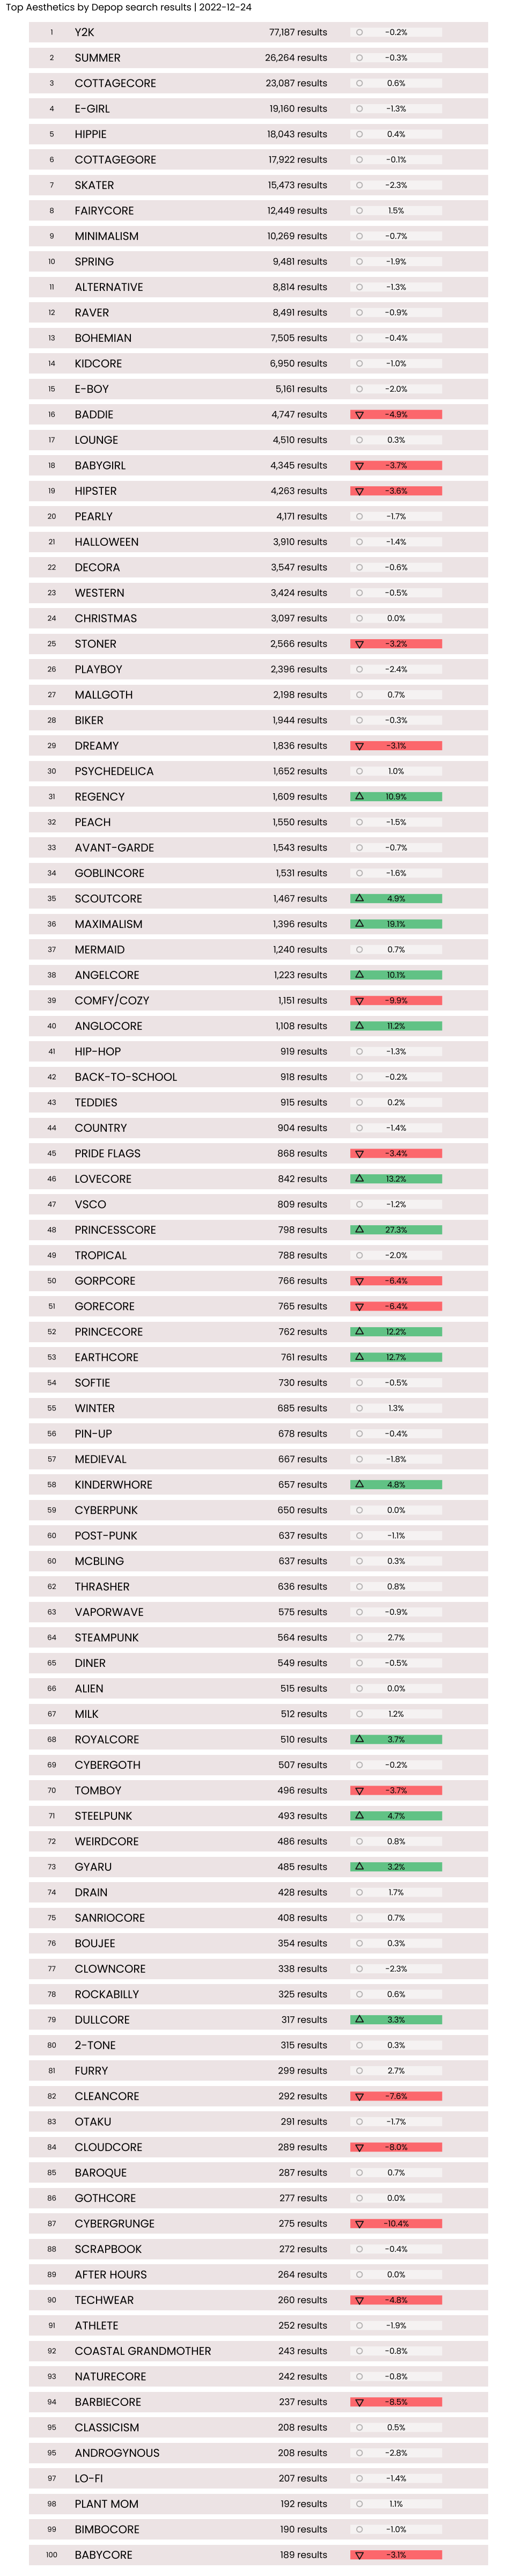 Top Aesthetics by Depop search results | 2022-12-24
1 Y2K 77,187 results -0.2%
2 SUMMER 26,264 results -0.3%
3 COTTAGECORE 23,087 results 0.6%
4 E-GIRL 19,160 results -1.3%
5 HIPPIE 18,043 results 0.4%
6 COTTAGEGORE 17,922 results -0.1%
7 SKATER 15,473 results -2.3%
8 FAIRYCORE 12,449 results 1.5%
9 MINIMALISM 10,269 results -0.7%
10 SPRING 9,481 results -1.9%
11 ALTERNATIVE 8,814 results -1.3%
12 RAVER 8,491 results -0.9%
13 BOHEMIAN 7,505 results -0.4%
14 KIDCORE 6,950 results -1.0%
15 E-BOY 5,161 results -2.0%
16 BADDIE 4,747 results -4.9%
17 LOUNGE 4,510 results 0.3%
18 BABYGIRL 4,345 results -3.7%
19 HIPSTER 4,263 results -3.6%
20 PEARLY 4,171 results -1.7%
21 HALLOWEEN 3,910 results -1.4%
22 DECORA 3,547 results -0.6%
23 WESTERN 3,424 results -0.5%
24 CHRISTMAS 3,097 results 0.0%
25 STONER 2,566 results -3.2%
26 PLAYBOY 2,396 results -2.4%
27 MALLGOTH 2,198 results 0.7%
28 BIKER 1,944 results -0.3%
29 DREAMY 1,836 results -3.1%
30 PSYCHEDELICA 1,652 results 1.0%
31 REGENCY 1,609 results 10.9%
32 PEACH 1,550 results -1.5%
33 AVANT-GARDE 1,543 results -0.7%
34 GOBLINCORE 1,531 results -1.6%
35 SCOUTCORE 1,467 results 4.9%
36 MAXIMALISM 1,396 results 19.1%
37 MERMAID 1,240 results 0.7%
38 ANGELCORE 1,223 results 10.1%
39 COMFY/COZY 1,151 results -9.9%
40 ANGLOCORE 1,108 results 11.2%
41 HIP-HOP 919 results -1.3%
42 BACK-TO-SCHOOL 918 results -0.2%
43 TEDDIES 915 results 0.2%
44 COUNTRY 904 results -1.4%
45 PRIDE FLAGS 868 results -3.4%
46 LOVECORE 842 results 13.2%
47 VSCO 809 results -1.2%
48 PRINCESSCORE 798 results 27.3%
49 TROPICAL 788 results -2.0%
50 GORPCORE 766 results -6.4%
51 GORECORE 765 results -6.4%
52 PRINCECORE 762 results 12.2%
53 EARTHCORE 761 results 12.7%
54 SOFTIE 730 results -0.5%
55 WINTER 685 results 1.3%
56 PIN-UP 678 results -0.4%
57 MEDIEVAL 667 results -1.8%
58 KINDERWHORE 657 results 4.8%
59 CYBERPUNK 650 results 0.0%
60 POST-PUNK 637 results -1.1%
60 MCBLING 637 results 0.3%
62 THRASHER 636 results 0.8%
63 VAPORWAVE 575 results -0.9%
64 STEAMPUNK 564 results 2.7%
65 DINER 549 results -0.5%
66 ALIEN 515 results 0.0%
67 MILK 512 results 1.2%
68 ROYALCORE 510 results 3.7%
69 CYBERGOTH 507 results -0.2%
70 TOMBOY 496 results -3.7%
71 STEELPUNK 493 results 4.7%
72 WEIRDCORE 486 results 0.8%
73 GYARU 485 results 3.2%
74 DRAIN 428 results 1.7%
75 SANRIOCORE 408 results 0.7%
76 BOUJEE 354 results 0.3%
77 CLOWNCORE 338 results -2.3%
78 ROCKABILLY 325 results 0.6%
79 DULLCORE 317 results 3.3%
80 2-TONE 315 results 0.3%
81 FURRY 299 results 2.7%
82 CLEANCORE 292 results -7.6%
83 OTAKU 291 results -1.7%
84 CLOUDCORE 289 results -8.0%
85 BAROQUE 287 results 0.7%
86 GOTHCORE 277 results 0.0%
87 CYBERGRUNGE 275 results -10.4%
88 SCRAPBOOK 272 results -0.4%
89 AFTER HOURS 264 results 0.0%
90 TECHWEAR 260 results -4.8%
91 ATHLETE 252 results -1.9%
92 COASTAL GRANDMOTHER 243 results -0.8%
93 NATURECORE 242 results -0.8%
94 BARBIECORE 237 results -8.5%
95 CLASSICISM 208 results 0.5%
95 ANDROGYNOUS 208 results -2.8%
97 LO-FI 207 results -1.4%
98 PLANT MOM 192 results 1.1%
99 BIMBOCORE 190 results -1.0%
100 BABYCORE 189 results -3.1%